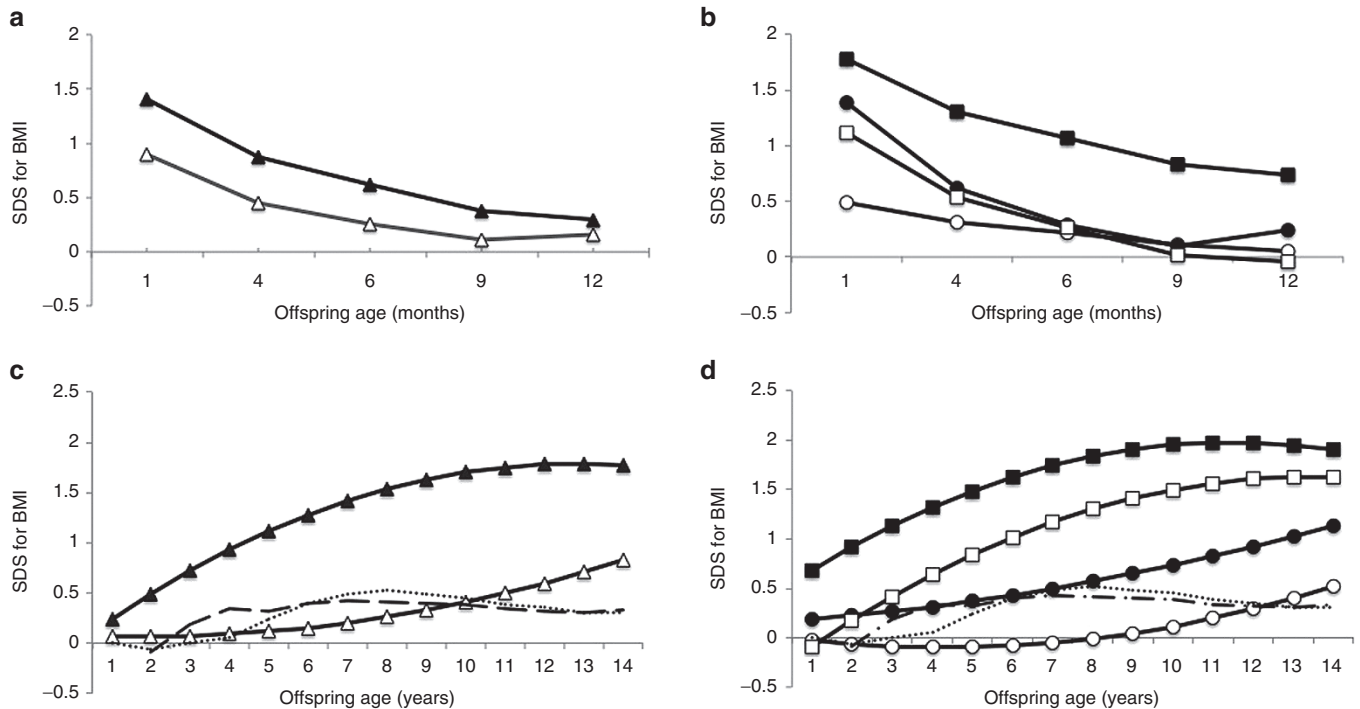 a
2
1.5
1
0.5
0
–0.5
SDS for BMI
1 4 6 9 12
Offspring age (months)
b
2
1.5
1
0.5
0
–0.5
SDS for BMI
1 4 6 9 12
Offspring age (months)
c
2.5
2
1.5
1
0.5
0
–0.5
SDS for BMI
1 2 3 4 5 6 7 8 9 10 11 12 13 14
Offspring age (years)
d
2.5
2
1.5
1
0.5
0
–0.5
SDS for BMI
1 2 3 4 5 6 7 8 9 10 11 12 13 14
Offspring age (years)